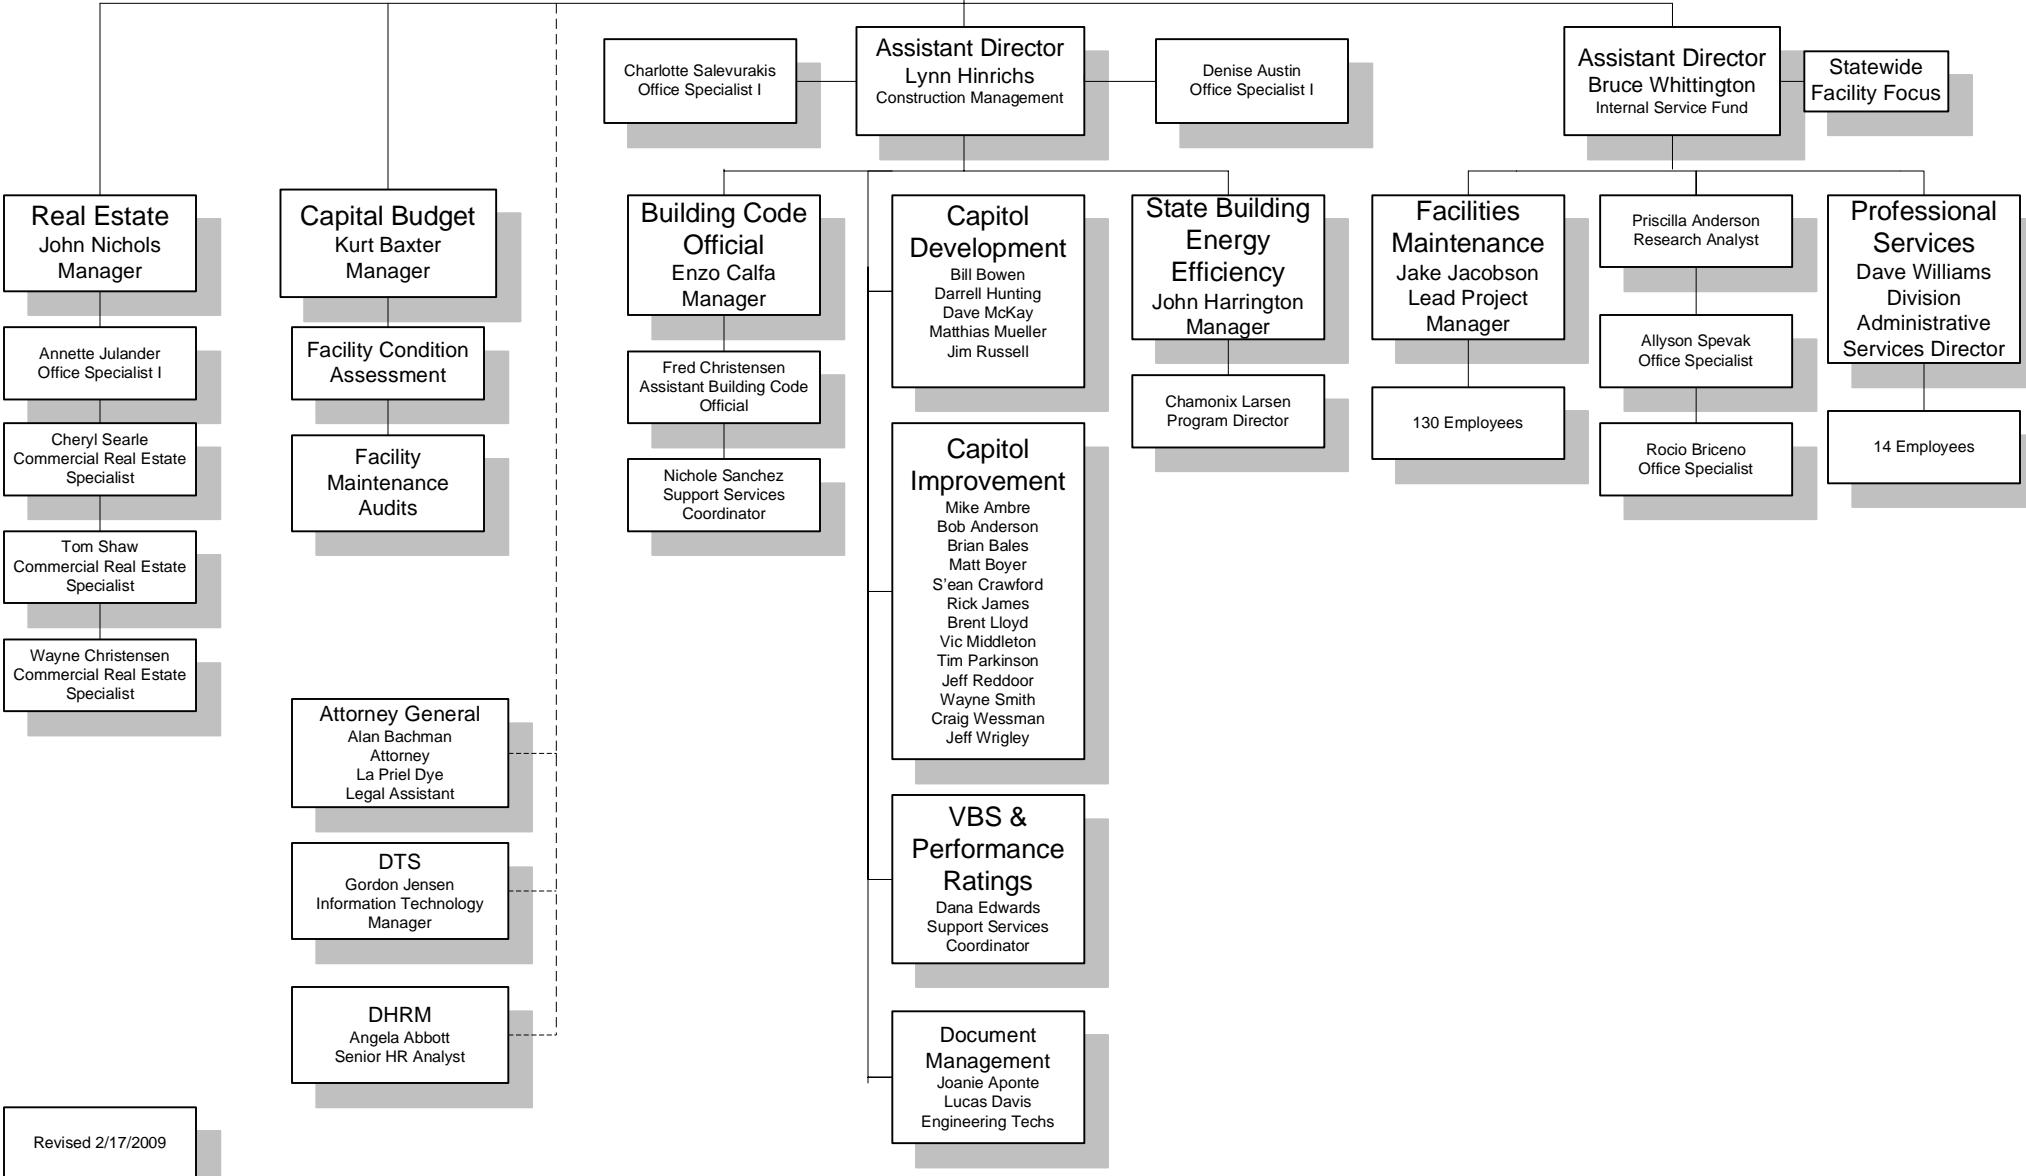 Charlotte Salevurakis
Office Specialist I
Assistant Director
Lynn Hinrichs
Construction Management
Denise Austin
Office Specialist I
Assistant Director
Bruce Whittington
Internal Service Fund
Statewide
Facility Focus
Real Estate
John Nichols
Manager
Annette Julander
Office Specialist I
Cheryl Searle
Commercial Real Estate
Specialist
Tom Shaw
Commercial Real Estate
Specialist
Wayne Christensen
Commercial Real Estate
Specialist
Capital Budget
Kurt Baxter
Manager
Facility Condition
Assessment
Facility
Maintenance
Audits
Attorney General
Alan Bachman
Attorney
La Priel Dye
Legal Assistant
DTS
Gordon Jensen
Information Technology
Manager
DHRM
Angela Abbott
Senior HR Analyst
Building Code
Official
Enzo Calfa
Manager
Fred Christensen
Assistant Building Code
Official
Nichole Sanchez
Support Services
Coordinator
Capitol
Development
Bill Bowen
Darrell Hunting
Dave McKay
Matthias Mueller
Jim Russell
Capitol
Improvement
Mike Ambre
Bob Anderson
Brian Bales
Matt Boyer
S’ean Crawford
Rick James
Brent Lloyd
Vic Middleton
Tim Parkinson
Jeff Reddoor
Wayne Smith
Craig Wessman
Jeff Wrigley
VBS &
Performance
Ratings
Dana Edwards
Support Services
Coordinator
Document
Management
Joanie Aponte
Lucas Davis
Engineering Techs
State Building
Energy
Efficiency
John Harrington
Manager
Chamonix Larsen
Program Director
Facilities
Maintenance
Jake Jacobson
Lead Project
Manager
130 Employees
Priscilla Anderson
Research Analyst
Allyson Spevak
Office Specialist
Rocio Briceno
Office Specialist
Professional
Services
Dave Williams
Division
Administrative
Services Director
14 Employees
Revised 2/17/2009